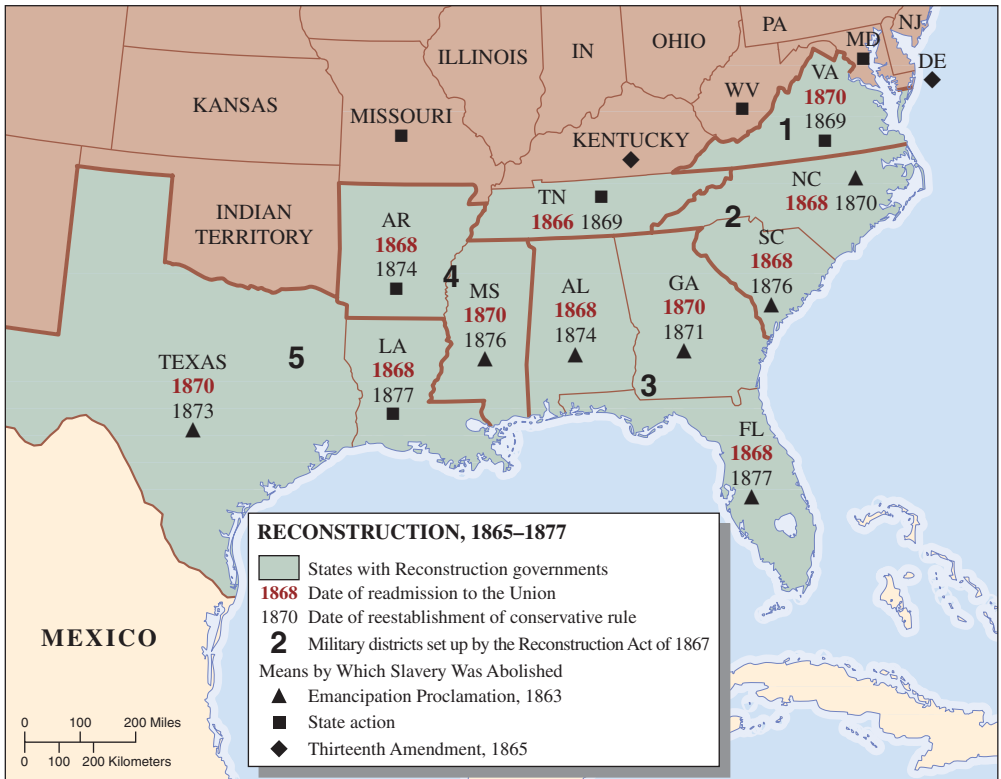 PA
NJ
MD
DE
OHIO
IN
ILLINOIS
WV
VA
1870
1869
1
KANSAS
MISSOURI
KENTUCKY
INDIAN
TERRITORY
TN
1866 1869
NC
1868 1870
2
AR
1868
1874
4
SC
1868
1876
MS
1870
1876
AL
1868
1874
GA
1870
1871
3
TEXAS
1870
1873
5
LA
1868
1877
FL
1868
1877
MEXICO
RECONSTRUCTION, 1865–1877
States with Reconstruction governments
1868 Date of readmission to the Union
1870 Date of reestablishment of conservative rule
2 Military districts set up by the Reconstruction Act of 1867
Means by Which Slavery Was Abolished
Emancipation Proclamation, 1863
State action
Thirteenth Amendment, 1865
0 100 200 Miles
0 100 200 Kilometers